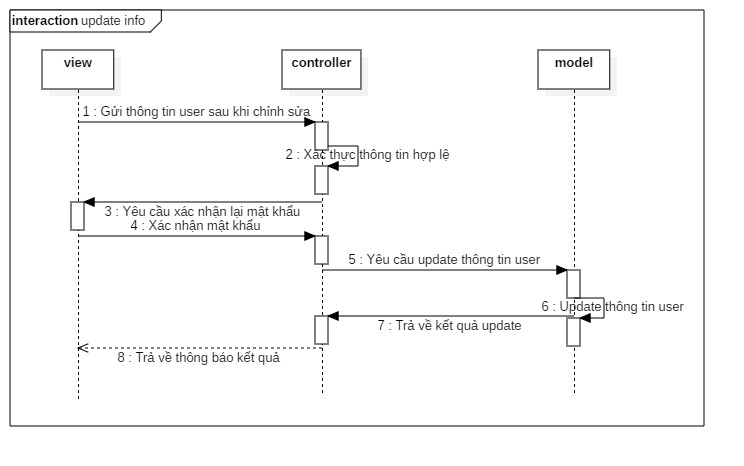 interaction update info
view
controller
model
1 : Gửi thông tin user sau khi chỉnh sửa
2 : Xác thực thông tin hợp lệ
3 : Yêu cầu xác nhận lại mật khẩu
4 : Xác nhận mật khẩu
5 : Yêu cầu update thông tin user
6 : Update thông tin user
7 : Trả về kết quả update
8 : Trả về thông báo kết quả